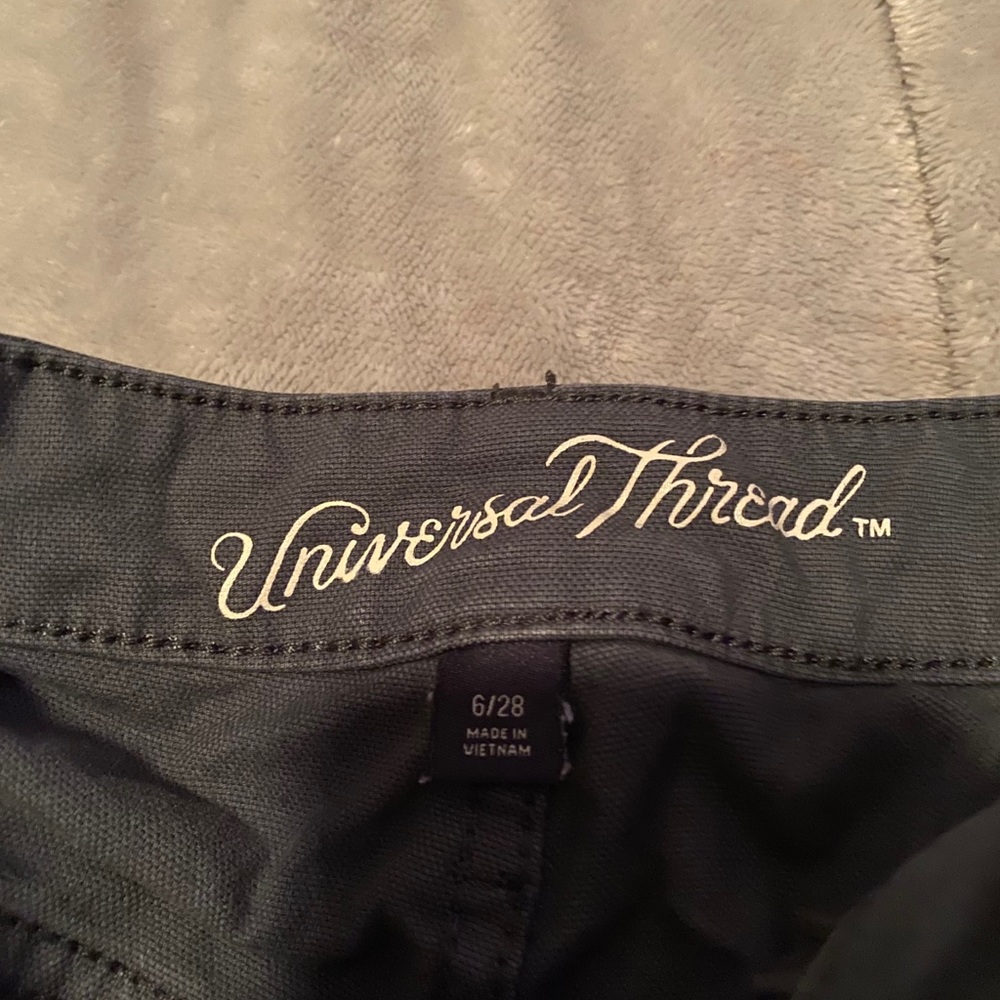 Universal Thread™
6/28
MADE IN
VIETNAM